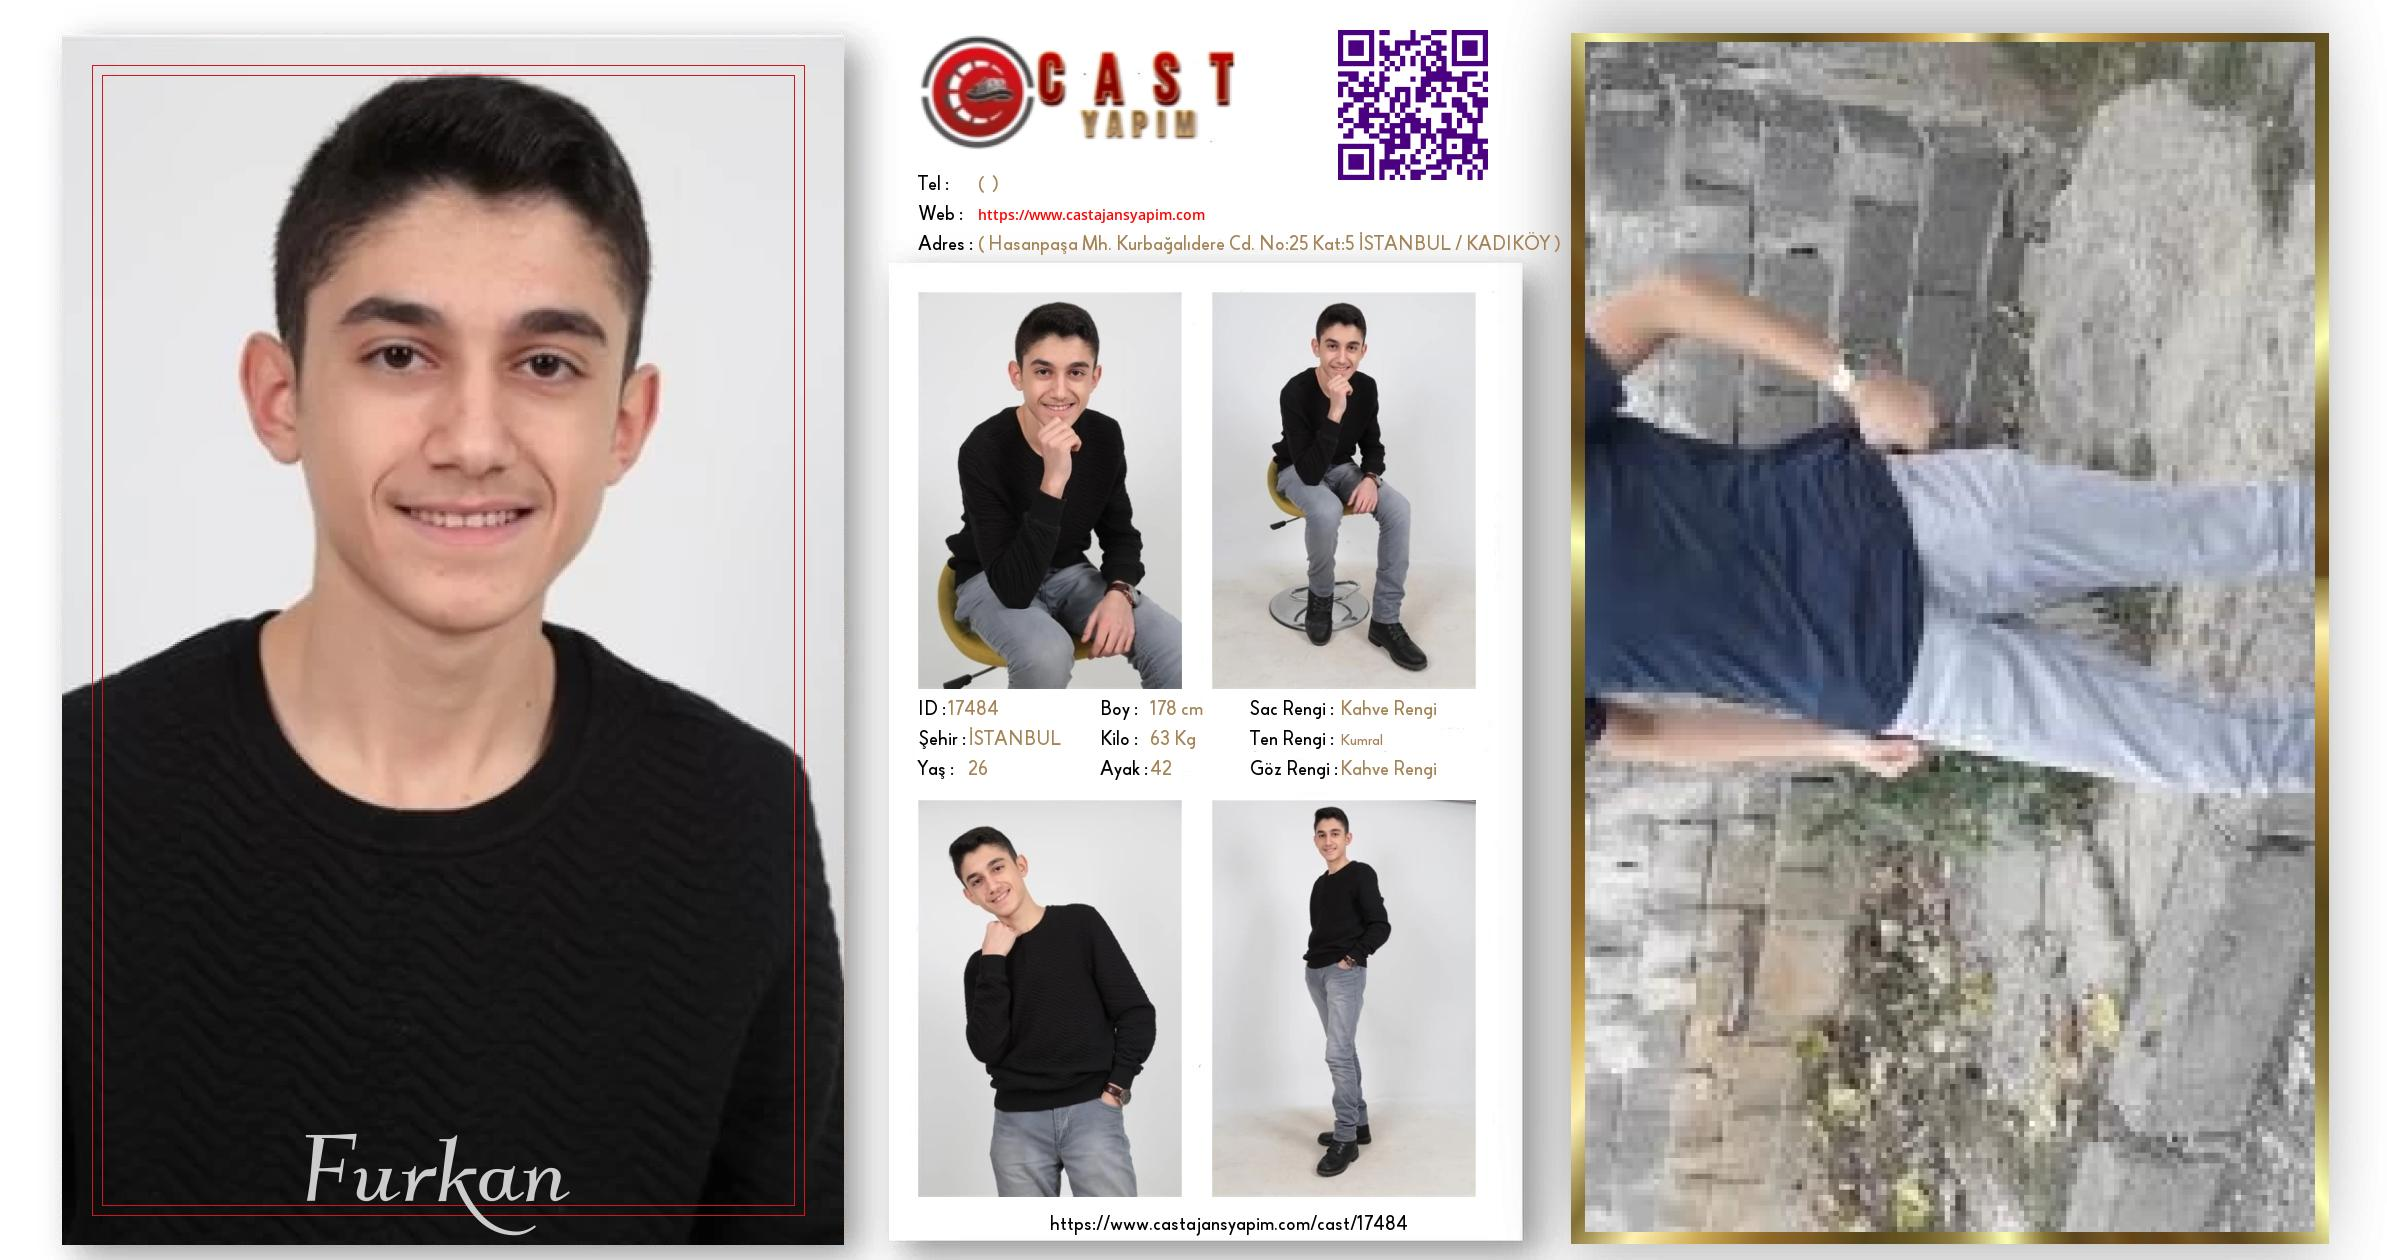 CAST
YAPIM
Tel : ( )
Web : https://www.castajansyapim.com
Adres : ( Hasanpaşa Mh. Kurbağalıdere Cd. No:25 Kat:5 İSTANBUL / KADIKÖY )
ID : 17484 Boy : 178 cm Sac Rengi : Kahve Rengi
Şehir : İSTANBUL Kilo : 63 Kg Ten Rengi : Kumral
Yaş : 26 Ayak : 42 Göz Rengi : Kahve Rengi
Furkan
https://www.castajansyapim.com/cast/17484